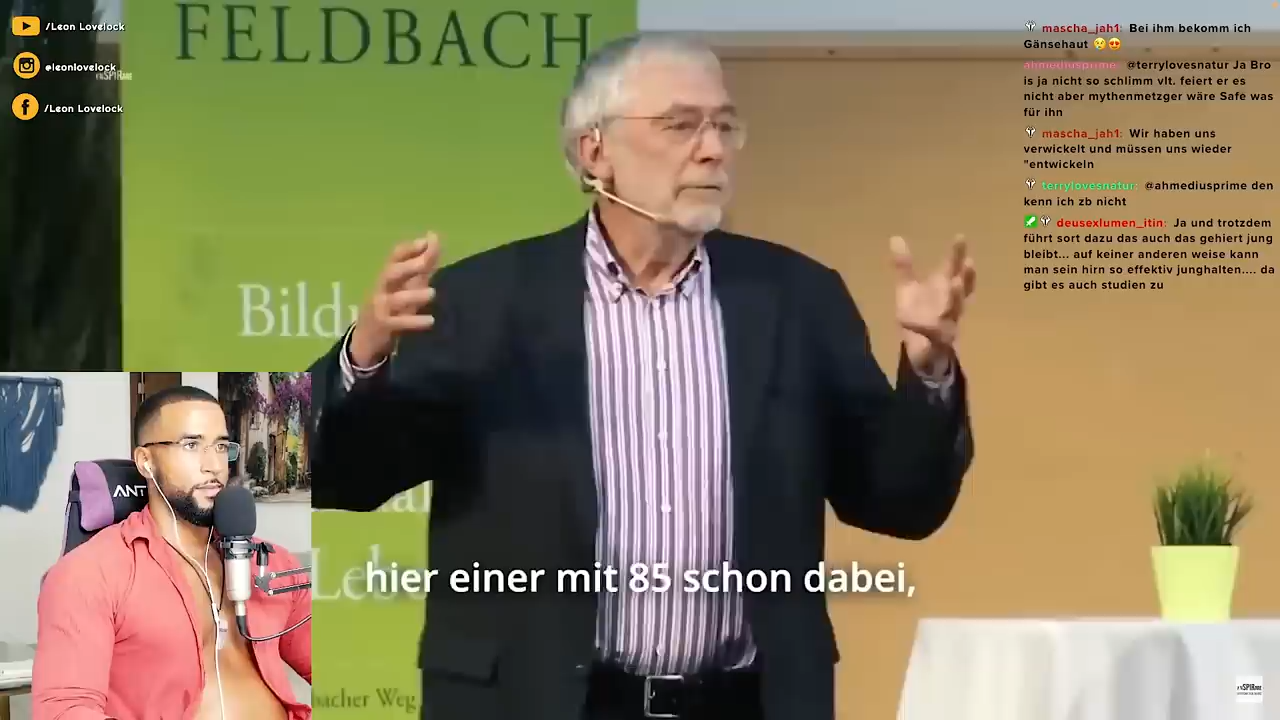 /Leon Lovelock
@leonlovelock
/Leon Lovelock
FELDBACH
Bildu
Leb
bacher Weg
ANT
hier einer mit 85 schon dabei,
mascha_jah1: Bei ihm bekomm ich
Gänsehaut 😢😍
ahmediusprime: @terrylovesnatur Ja Bro
is ja nicht so schlimm vlt. feiert er es
nicht aber mythenmetzger wäre Safe was
für ihn
mascha_jah1: Wir haben uns
verwickelt und müssen uns wieder
"entwickeln
terrylovesnatur: @ahmediusprime den
kenn ich zb nicht
deusexlumen_itin: Ja und trotzdem
führt sort dazu das auch das gehiert jung
bleibt... auf keiner anderen weise kann
man sein hirn so effektiv junghalten.... da
gibt es auch studien zu